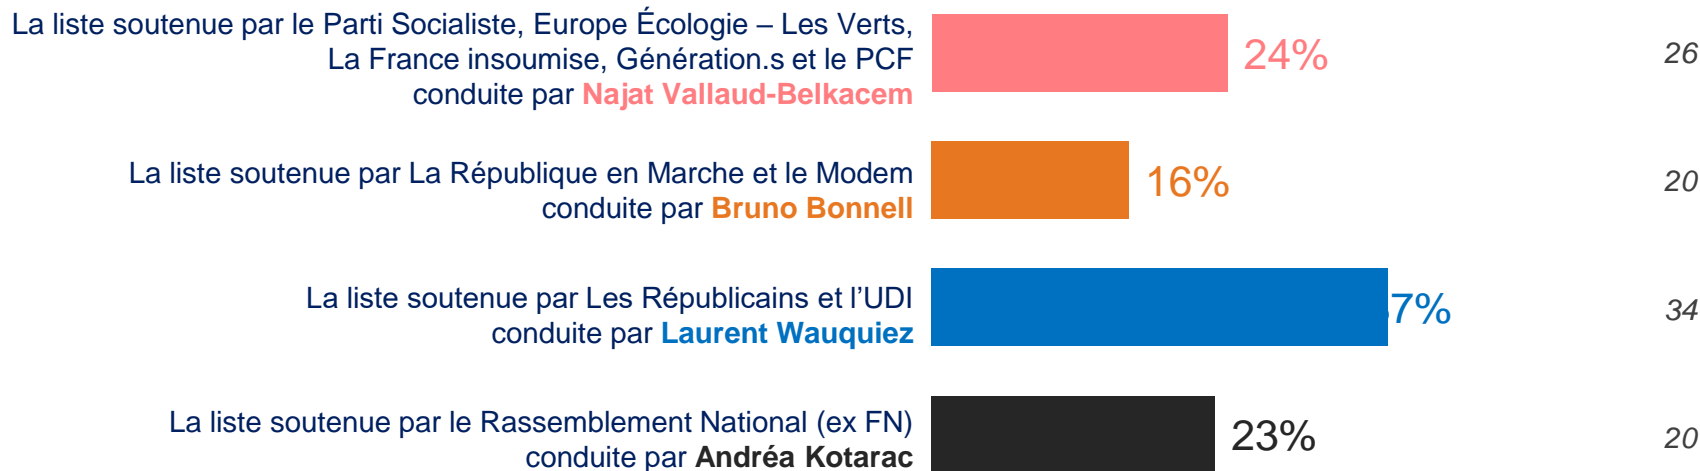 La liste soutenue par le Parti Socialiste, Europe Écologie – Les Verts,
La France insoumise, Génération.s et le PCF
conduite par Najat Vallaud-Belkacem
24%
26
La liste soutenue par La République en Marche et le Modem
conduite par Bruno Bonnell
16%
20
La liste soutenue par Les Républicains et l’UDI
conduite par Laurent Wauquiez
7%
34
La liste soutenue par le Rassemblement National (ex FN)
conduite par Andréa Kotarac
23%
20